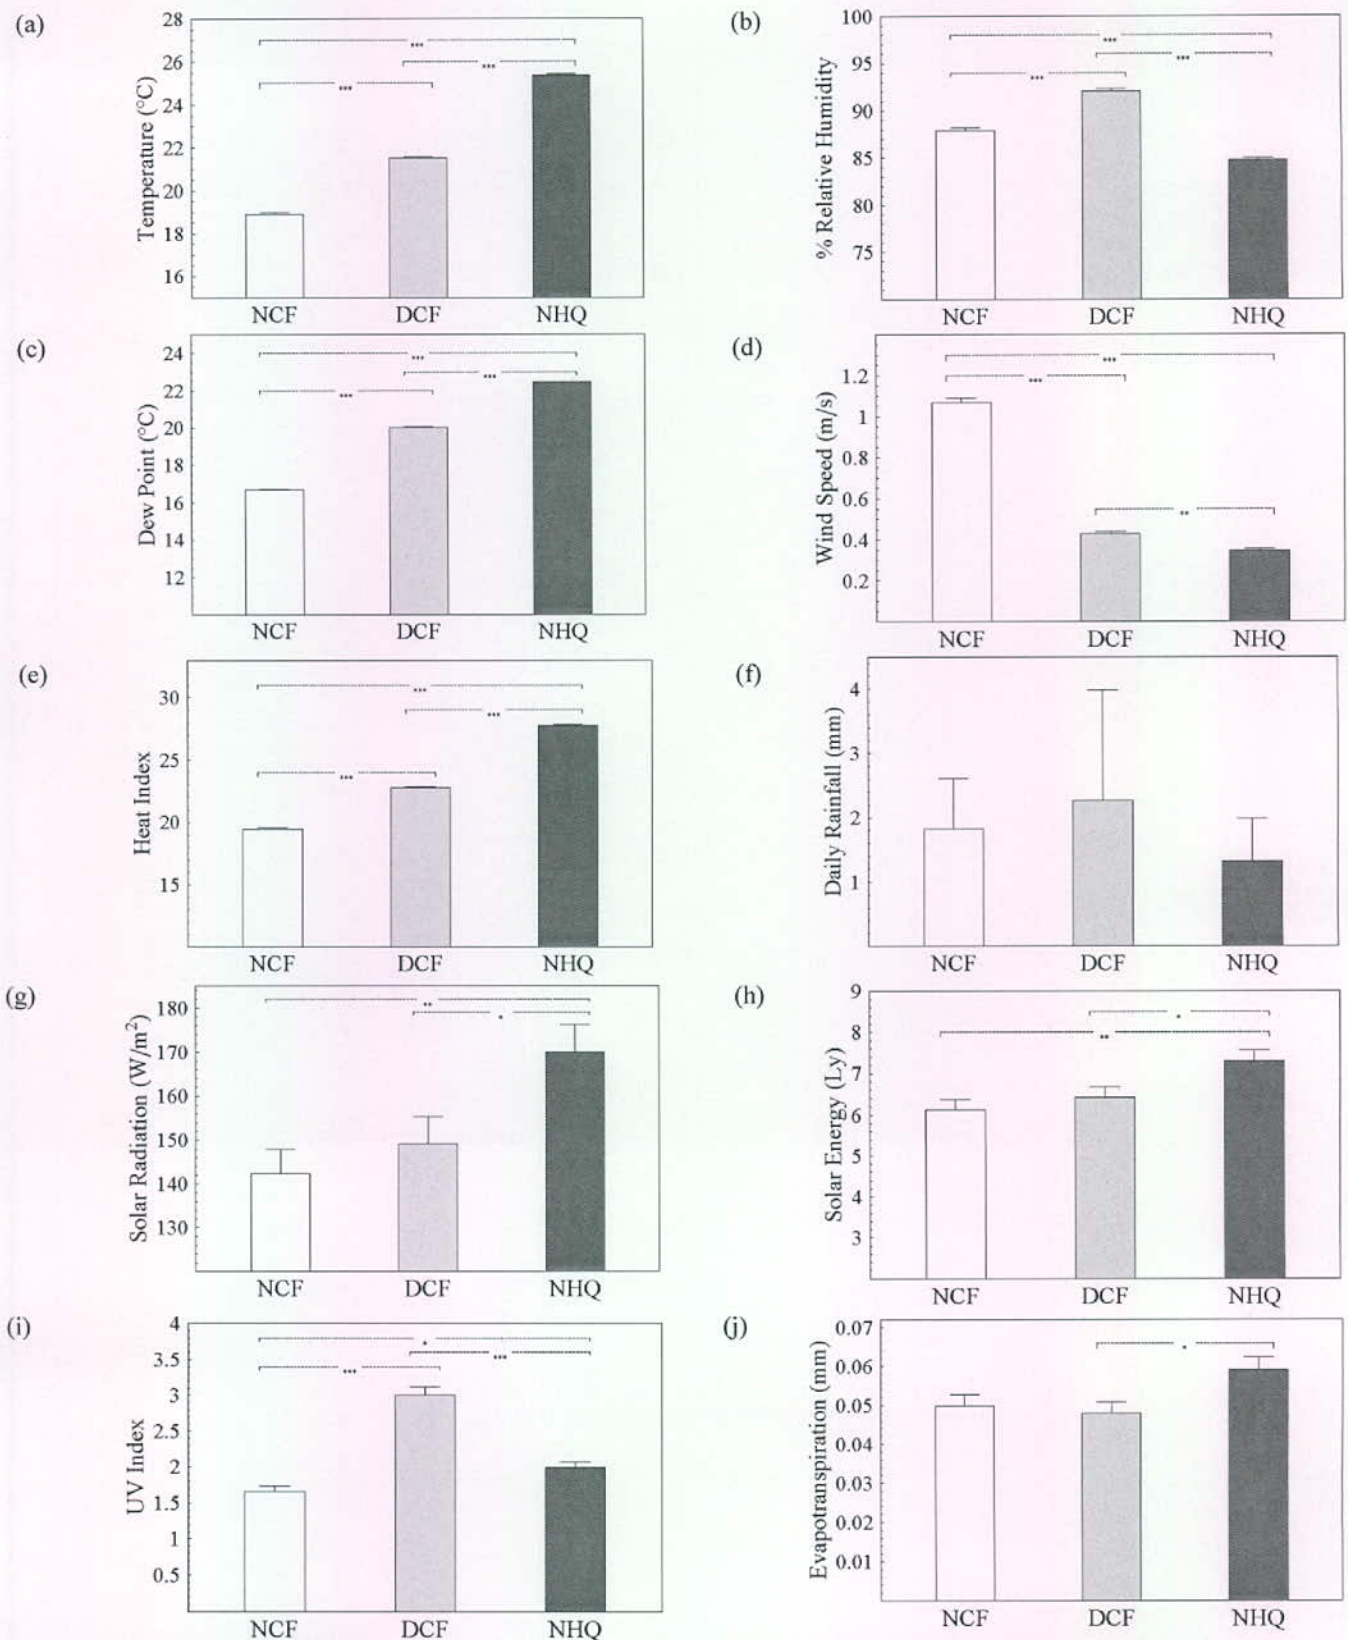 (a)
Temperature (°C)
28
26
24
22
20
18
16
***
***
***
NCF DCF NHQ
(b)
% Relative Humidity
100
95
90
85
80
75
***
***
***
NCF DCF NHQ
(c)
Dew Point (°C)
24
22
20
18
16
14
12
***
***
***
NCF DCF NHQ
(d)
Wind Speed (m/s)
1.2
1
0.8
0.6
0.4
0.2
***
***
**
NCF DCF NHQ
(e)
Heat Index
30
25
20
15
***
***
***
NCF DCF NHQ
(f)
Daily Rainfall (mm)
4
3
2
1
NCF DCF NHQ
(g)
Solar Radiation (W/m²)
180
170
160
150
140
130
**
*
NCF DCF NHQ
(h)
Solar Energy (Ly)
9
8
7
6
5
4
3
*
**
NCF DCF NHQ
(i)
UV Index
4
3.5
3
2.5
2
1.5
1
0.5
*
***
***
NCF DCF NHQ
(j)
Evapotranspiration (mm)
0.07
0.06
0.05
0.04
0.03
0.02
0.01
*
NCF DCF NHQ